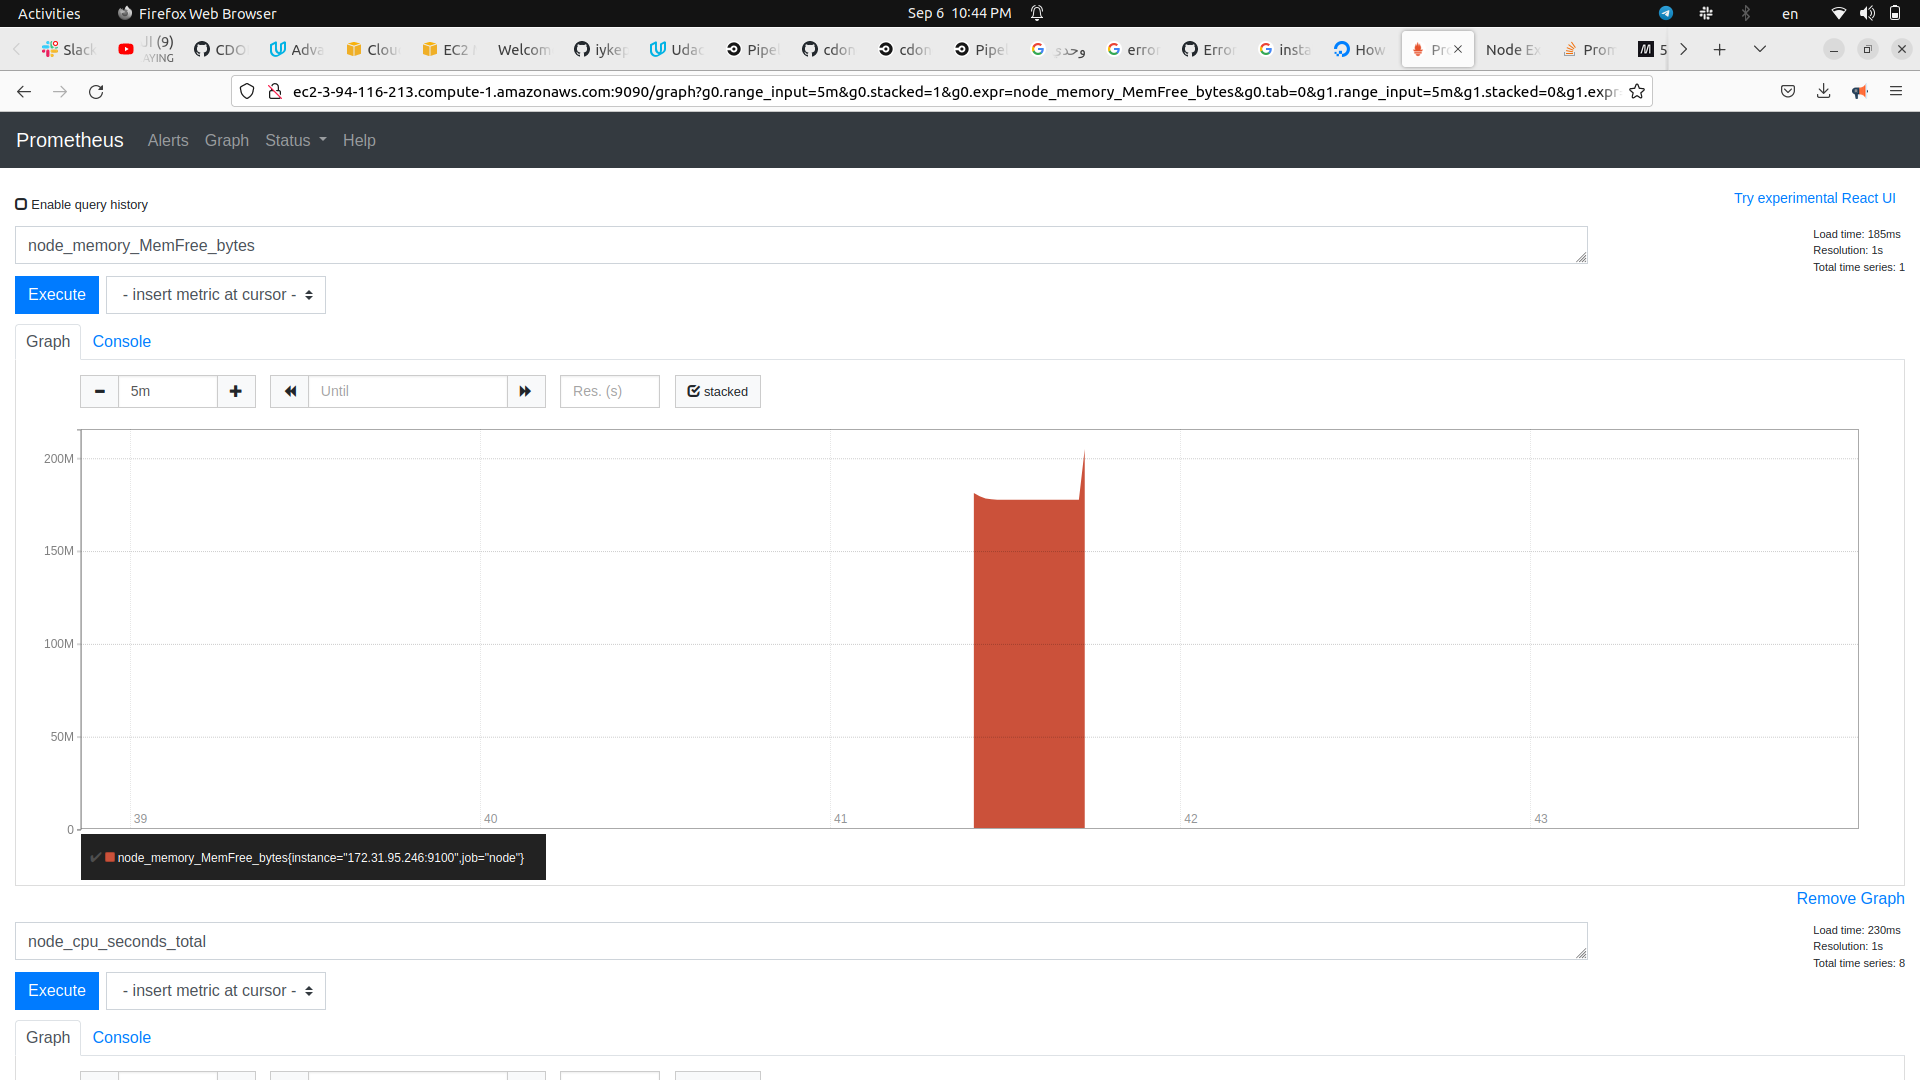 Activities
Firefox Web Browser
Sep 6 10:44 PM
en
Slack
(9)
AYING
CDO
Adva
Clou
EC2
Welcom
iykep
Udac
Pipel
cdon
cdon
Pipel
وحدي
error
Erro
insta
How
Pr
Node Ex
Prom
5
ec2-3-94-116-213.compute-1.amazonaws.com:9090/graph?g0.range_input=5m&g0.stacked=1&g0.expr=node_memory_MemFree_bytes&g0.tab=0&g1.range_input=5m&g1.stacked=0&g1.expr
Prometheus
Alerts
Graph
Status
Help
Enable query history
Try experimental React UI
node_memory_MemFree_bytes
Load time: 185ms
Resolution: 1s
Total time series: 1
Execute
- insert metric at cursor -
Graph
Console
5m
Until
Res. (s)
stacked
200M
150M
100M
50M
0
39
40
41
42
43
node_memory_MemFree_bytes{instance="172.31.95.246:9100",job="node"}
Remove Graph
node_cpu_seconds_total
Load time: 230ms
Resolution: 1s
Total time series: 8
Execute
- insert metric at cursor -
Graph
Console